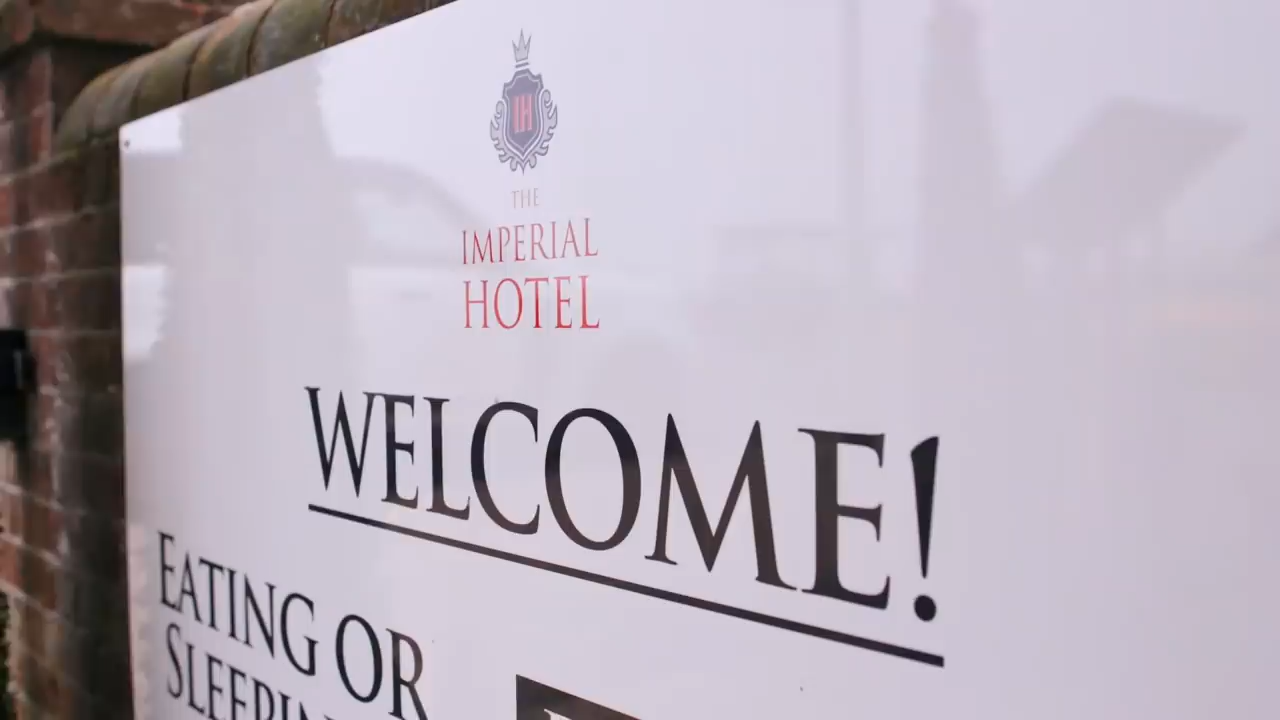 IH
THE
IMPERIAL
HOTEL
WELCOME!
EATING OR